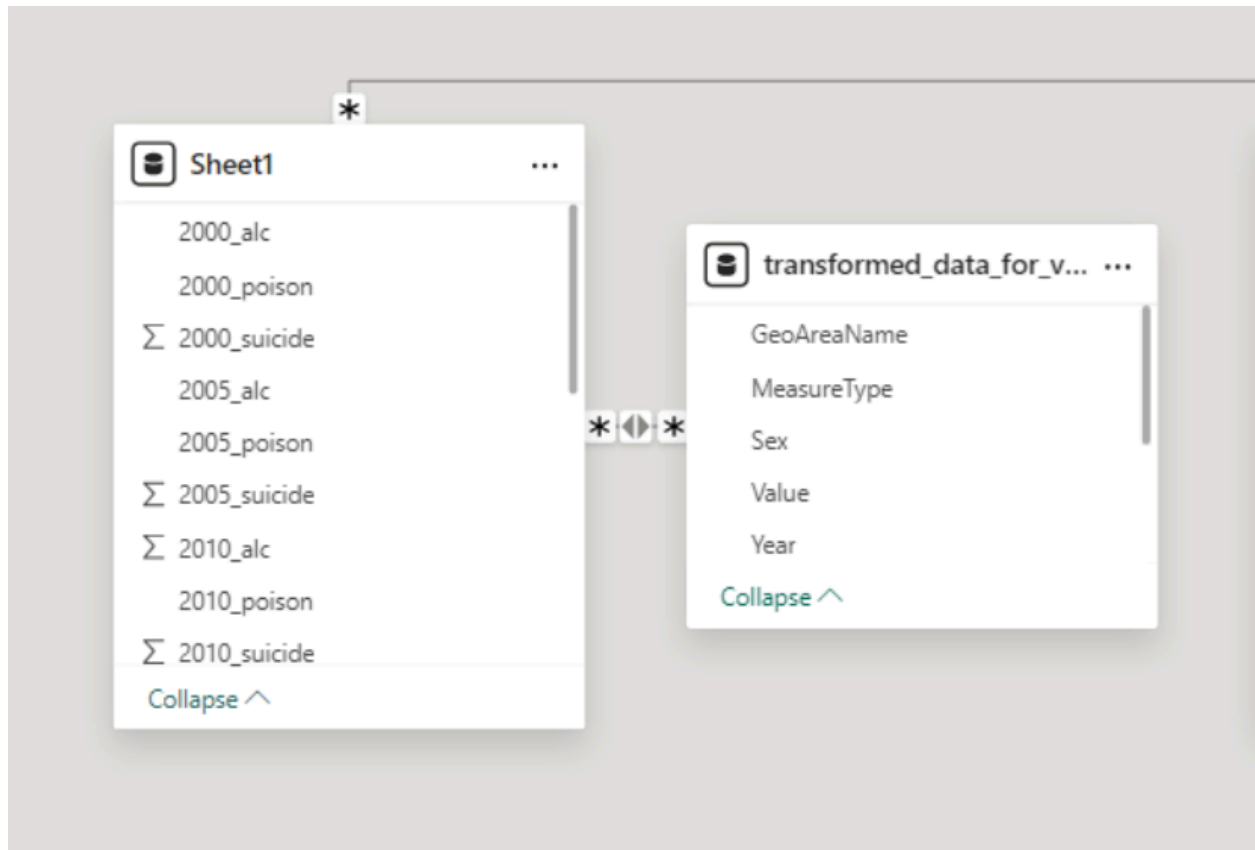 *
Sheet1 ...
2000_alc
2000_poison
Σ 2000_suicide
2005_alc
2005_poison
Σ 2005_suicide
Σ 2010_alc
2010_poison
Σ 2010_suicide
Collapse
* *
transformed_data_for_v... ...
GeoAreaName
MeasureType
Sex
Value
Year
Collapse